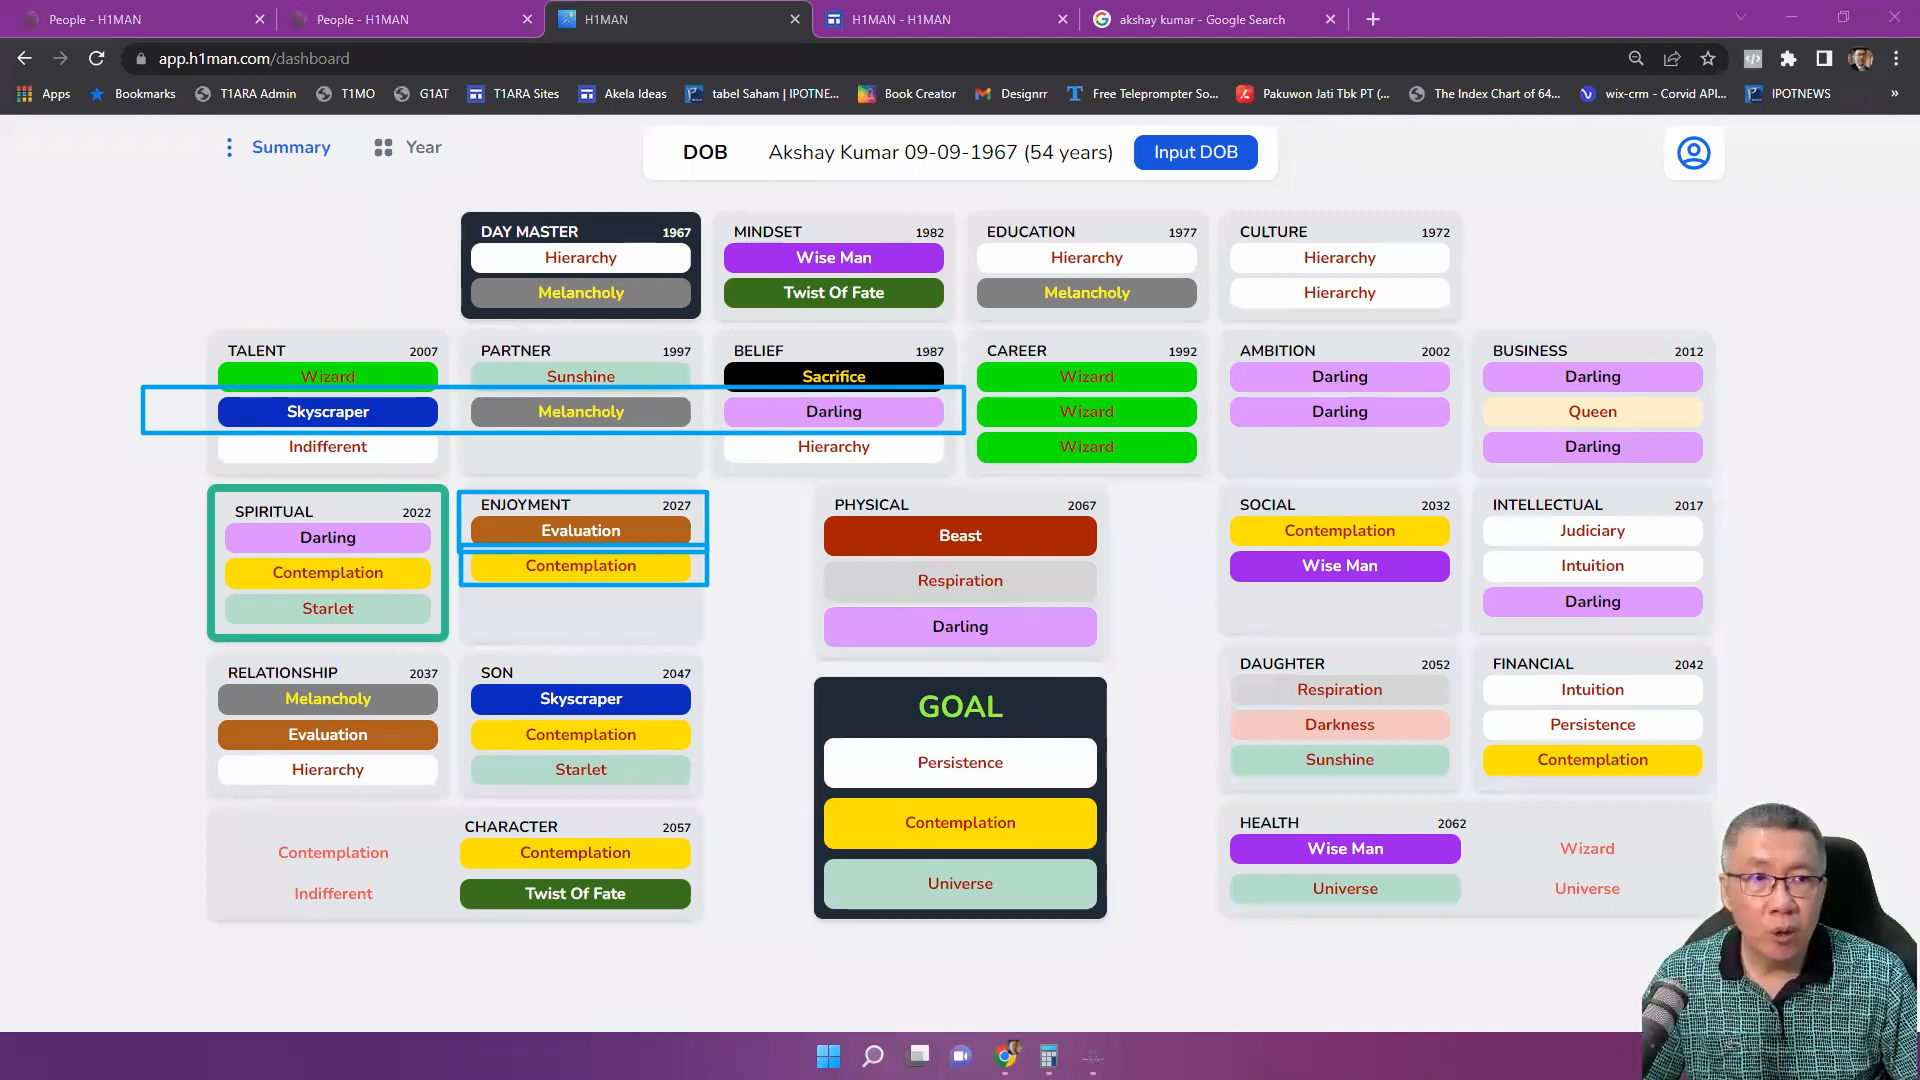 People - H1MAN
People - H1MAN
H1MAN
H1MAN - H1MAN
akshay kumar - Google Search
app.h1man.com/dashboard
Apps
Bookmarks
T1ARA Admin
T1MO
G1AT
T1ARA Sites
Akela Ideas
tabel Saham | IPOTNE...
Book Creator
Designrr
Free Teleprompter So...
Pakuwon Jati Tbk PT (...
The Index Chart of 64...
wix-crm - Corvid API...
IPOTNEWS
»
Summary
Year
DOB
Akshay Kumar 09-09-1967 (54 years)
Input DOB
DAY MASTER 1967
Hierarchy
Melancholy
MINDSET 1982
Wise Man
Twist Of Fate
EDUCATION 1977
Hierarchy
Melancholy
CULTURE 1972
Hierarchy
Hierarchy
TALENT 2007
Wizard
Skyscraper
Indifferent
PARTNER 1997
Sunshine
Melancholy
BELIEF 1987
Sacrifice
Darling
Hierarchy
CAREER 1992
Wizard
Wizard
Wizard
AMBITION 2002
Darling
Darling
BUSINESS 2012
Darling
Queen
Darling
SPIRITUAL 2022
Darling
Contemplation
Starlet
ENJOYMENT 2027
Evaluation
Contemplation
PHYSICAL 2067
Beast
Respiration
Darling
SOCIAL 2032
Contemplation
Wise Man
INTELLECTUAL 2017
Judiciary
Intuition
Darling
RELATIONSHIP 2037
Melancholy
Evaluation
Hierarchy
SON 2047
Skyscraper
Contemplation
Starlet
GOAL
Persistence
Contemplation
Universe
DAUGHTER 2052
Respiration
Darkness
Sunshine
FINANCIAL 2042
Intuition
Persistence
Contemplation
CHARACTER 2057
Contemplation Contemplation
Indifferent Twist Of Fate
HEALTH 2062
Wise Man Wizard
Universe Universe